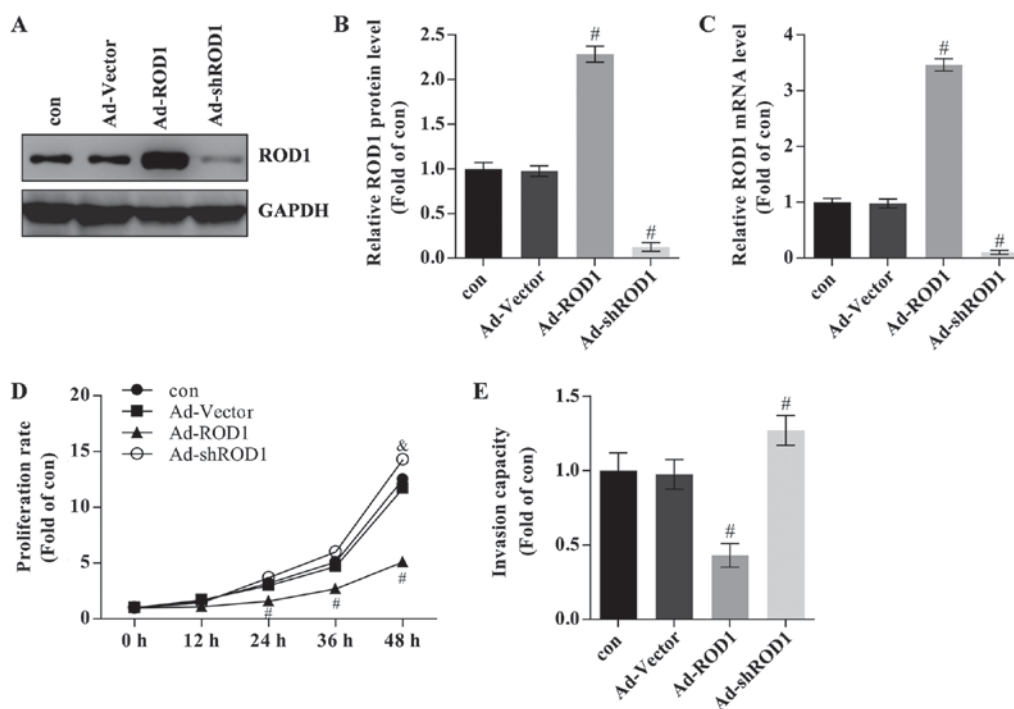 A
con
Ad-Vector
Ad-ROD1
Ad-shROD1
ROD1
GAPDH
B
Relative ROD1 protein level
(Fold of con)
2.5
2.0
1.5
1.0
0.5
0.0
#
#
con
Ad-Vector
Ad-ROD1
Ad-shROD1
C
Relative ROD1 mRNA level
(Fold of con)
4
3
2
1
0
#
#
con
Ad-Vector
Ad-ROD1
Ad-shROD1
D
Proliferation rate
(Fold of con)
20
15
10
5
0
con
Ad-Vector
Ad-ROD1
Ad-shROD1
&
#
#
#
0 h 12 h 24 h 36 h 48 h
E
Invasion capacity
(Fold of con)
1.5
1.0
0.5
0.0
#
#
con
Ad-Vector
Ad-ROD1
Ad-shROD1